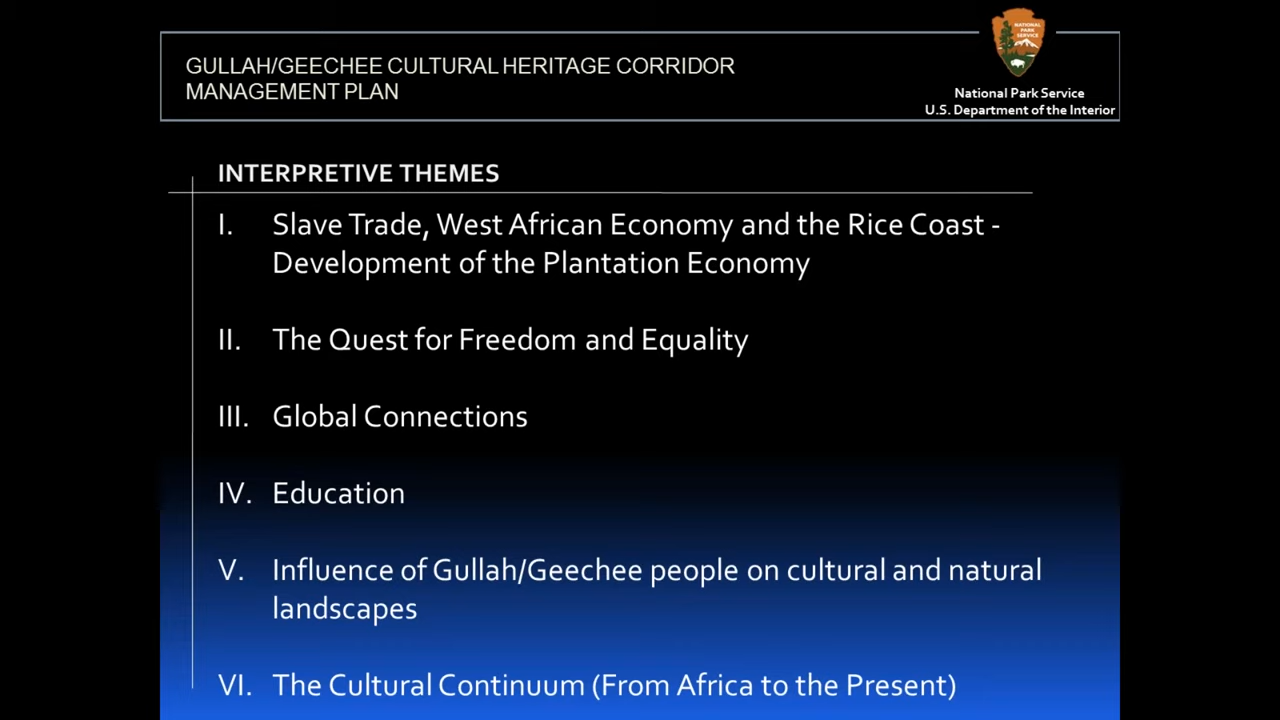 GULLAH/GEECHEE CULTURAL HERITAGE CORRIDOR
MANAGEMENT PLAN
NATIONAL
PARK
SERVICE
National Park Service
U.S. Department of the Interior
INTERPRETIVE THEMES
I. Slave Trade, West African Economy and the Rice Coast -
Development of the Plantation Economy
II. The Quest for Freedom and Equality
III. Global Connections
IV. Education
V. Influence of Gullah/Geechee people on cultural and natural
landscapes
VI. The Cultural Continuum (From Africa to the Present)